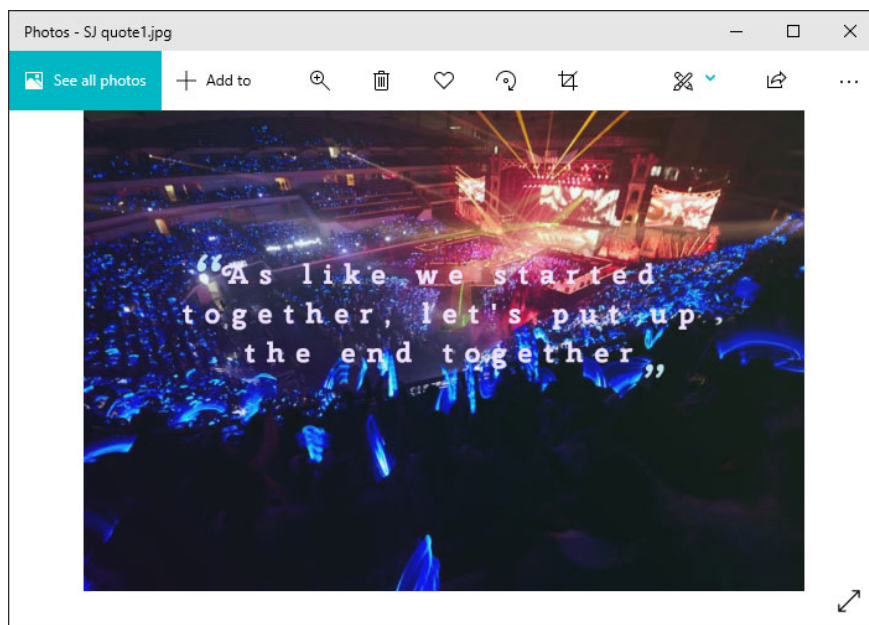 Photos - SJ quote1.jpg
See all photos
Add to
“As like we started
together, let's put up,
the end together”